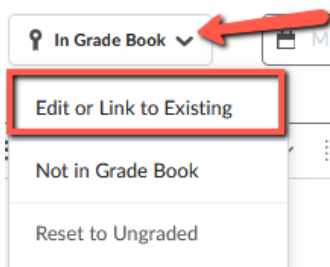 In Grade Book
Edit or Link to Existing
Not in Grade Book
Reset to Ungraded